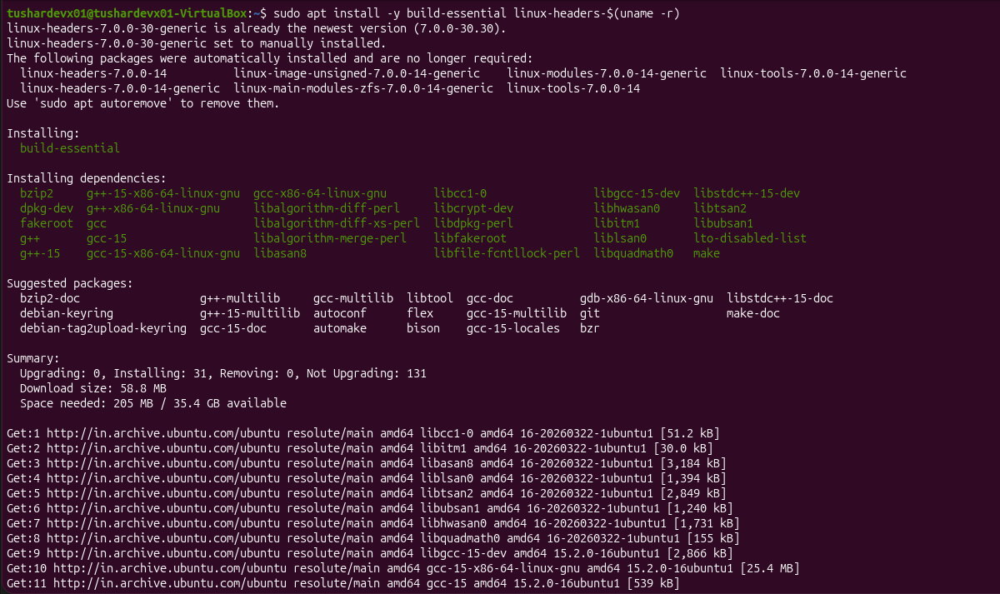 tushardevx01@tushardevx01-VirtualBox:~$ sudo apt install -y build-essential linux-headers-$(uname -r)
linux-headers-7.0.0-30-generic is already the newest version (7.0.0-30.30).
linux-headers-7.0.0-30-generic set to manually installed.
The following packages were automatically installed and are no longer required:
  linux-headers-7.0.0-14          linux-image-unsigned-7.0.0-14-generic    linux-modules-7.0.0-14-generic  linux-tools-7.0.0-14-generic
  linux-headers-7.0.0-14-generic  linux-main-modules-zfs-7.0.0-14-generic  linux-tools-7.0.0-14
Use 'sudo apt autoremove' to remove them.

Installing:
  build-essential

Installing dependencies:
  bzip2     g++-15-x86-64-linux-gnu  gcc-x86-64-linux-gnu       libcc1-0                libgcc-15-dev  libstdc++-15-dev
  dpkg-dev  g++-x86-64-linux-gnu     libalgorithm-diff-perl     libcrypt-dev            libhwasan0     libtsan2
  fakeroot  gcc                      libalgorithm-diff-xs-perl  libdpkg-perl            libitm1        libubsan1
  g++       gcc-15                   libalgorithm-merge-perl    libfakeroot             liblsan0       lto-disabled-list
  g++-15    gcc-15-x86-64-linux-gnu  libasan8                   libfile-fcntllock-perl  libquadmath0   make

Suggested packages:
  bzip2-doc                  g++-multilib     gcc-multilib  libtool  gcc-doc          gdb-x86-64-linux-gnu  libstdc++-15-doc
  debian-keyring             g++-15-multilib  autoconf      flex     gcc-15-multilib  git                   make-doc
  debian-tag2upload-keyring  gcc-15-doc       automake      bison    gcc-15-locales   bzr

Summary:
  Upgrading: 0, Installing: 31, Removing: 0, Not Upgrading: 131
  Download size: 58.8 MB
  Space needed: 205 MB / 35.4 GB available

Get:1 http://in.archive.ubuntu.com/ubuntu resolute/main amd64 libcc1-0 amd64 16-20260322-1ubuntu1 [51.2 kB]
Get:2 http://in.archive.ubuntu.com/ubuntu resolute/main amd64 libitm1 amd64 16-20260322-1ubuntu1 [30.0 kB]
Get:3 http://in.archive.ubuntu.com/ubuntu resolute/main amd64 libasan8 amd64 16-20260322-1ubuntu1 [3,184 kB]
Get:4 http://in.archive.ubuntu.com/ubuntu resolute/main amd64 liblsan0 amd64 16-20260322-1ubuntu1 [1,394 kB]
Get:5 http://in.archive.ubuntu.com/ubuntu resolute/main amd64 libtsan2 amd64 16-20260322-1ubuntu1 [2,849 kB]
Get:6 http://in.archive.ubuntu.com/ubuntu resolute/main amd64 libubsan1 amd64 16-20260322-1ubuntu1 [1,240 kB]
Get:7 http://in.archive.ubuntu.com/ubuntu resolute/main amd64 libhwasan0 amd64 16-20260322-1ubuntu1 [1,731 kB]
Get:8 http://in.archive.ubuntu.com/ubuntu resolute/main amd64 libquadmath0 amd64 16-20260322-1ubuntu1 [155 kB]
Get:9 http://in.archive.ubuntu.com/ubuntu resolute/main amd64 libgcc-15-dev amd64 15.2.0-16ubuntu1 [2,866 kB]
Get:10 http://in.archive.ubuntu.com/ubuntu resolute/main amd64 gcc-15-x86-64-linux-gnu amd64 15.2.0-16ubuntu1 [25.4 MB]
Get:11 http://in.archive.ubuntu.com/ubuntu resolute/main amd64 gcc-15 amd64 15.2.0-16ubuntu1 [539 kB]